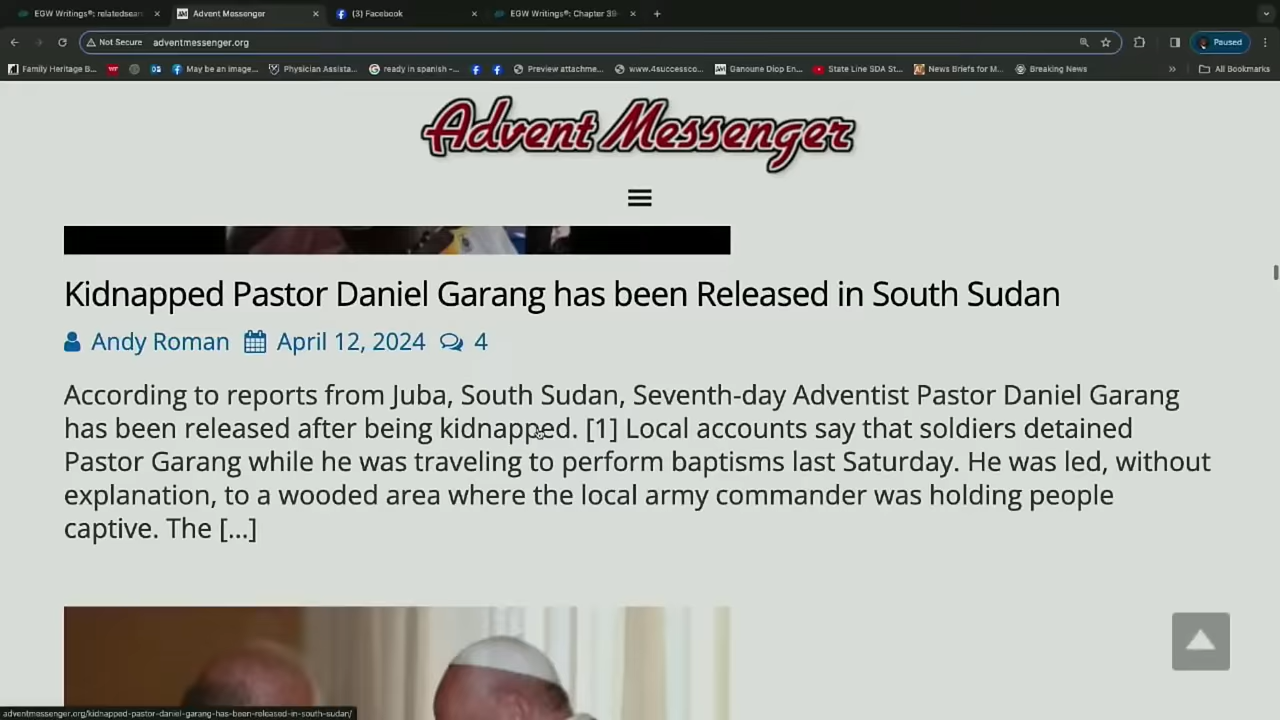 EGW Writings®: relatedsear
Advent Messenger
(3) Facebook
EGW Writings®: Chapter 39
Not Secure
adventmessenger.org
Paused
Family Heritage B...
May be an image...
Physician Assista...
ready in spanish –...
Preview attachme...
www.4successco...
Ganoune Diop En...
State Line SDA St...
News Briefs for M...
Breaking News
All Bookmarks
Advent Messenger
Kidnapped Pastor Daniel Garang has been Released in South Sudan
Andy Roman April 12, 2024 4
According to reports from Juba, South Sudan, Seventh-day Adventist Pastor Daniel Garang
has been released after being kidnapped. [1] Local accounts say that soldiers detained
Pastor Garang while he was traveling to perform baptisms last Saturday. He was led, without
explanation, to a wooded area where the local army commander was holding people
captive. The [...]
adventmessenger.org/kidnapped-pastor-daniel-garang-has-been-released-in-south-sudan/